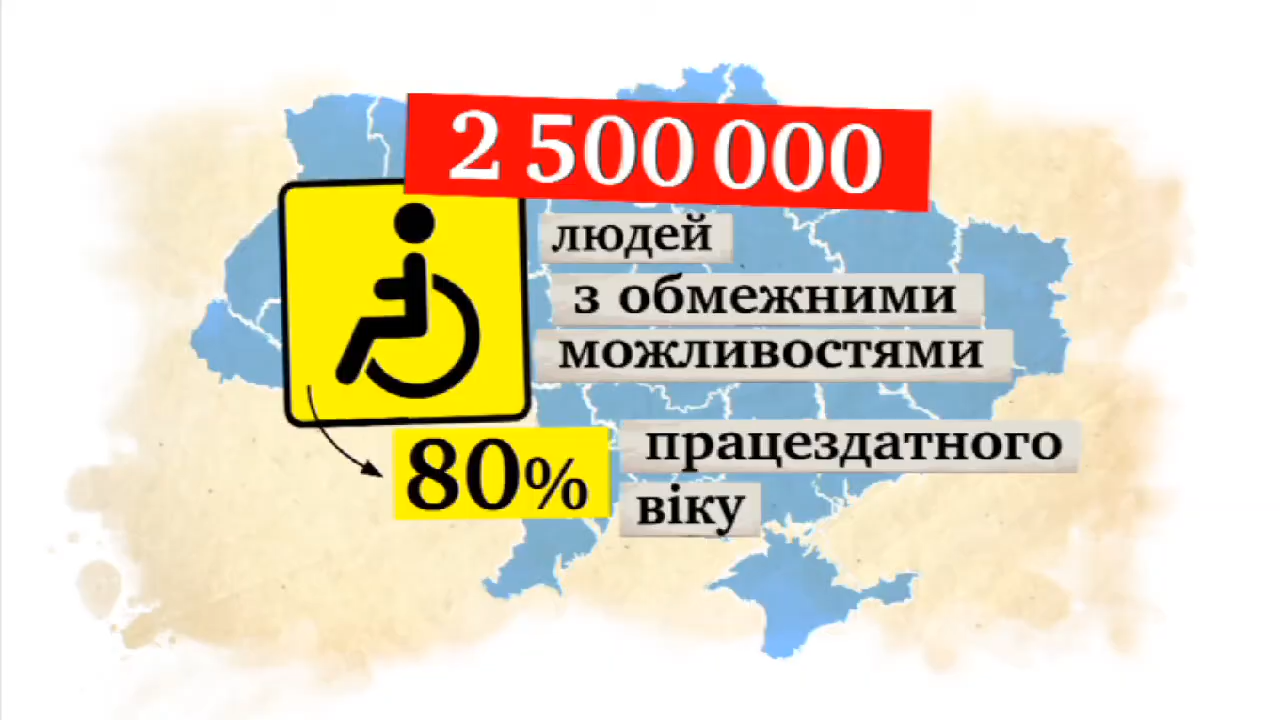 2 500 000
людей
з обмежними
можливостями
80%
працездатного
віку